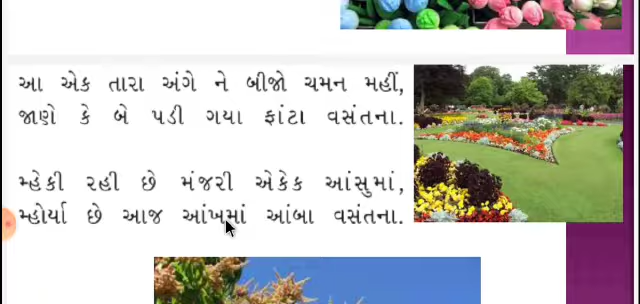 આ એક તારા અંગે ને બીજો ચમન મહીં,
જાણે કે બે પડી ગયા ફાંટા વસંતના.
મ્હેકી રહી છે મંજરી એકેક આંસુમાં,
મ્હોર્યા છે આજ આંખમાં આંબા વસંતના.